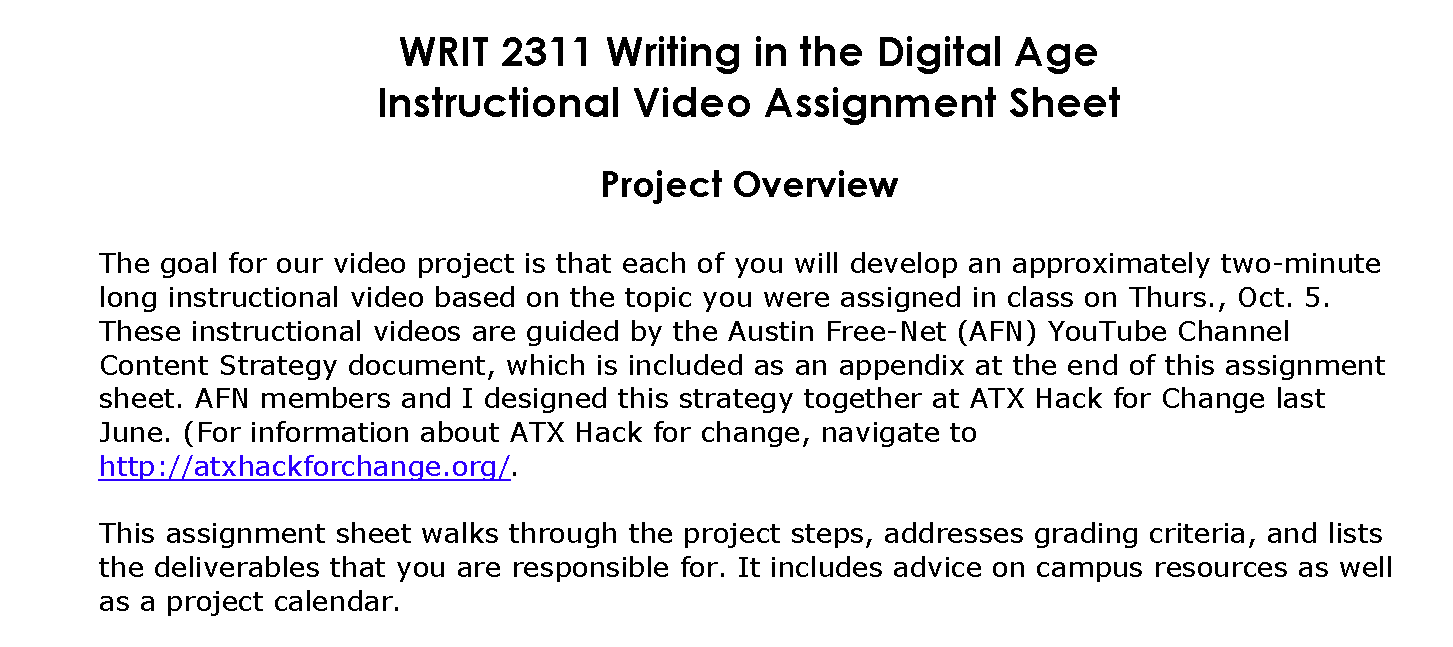 WRIT 2311 Writing in the Digital Age
Instructional Video Assignment Sheet
Project Overview
The goal for our video project is that each of you will develop an approximately two-minute
long instructional video based on the topic you were assigned in class on Thurs., Oct. 5.
These instructional videos are guided by the Austin Free-Net (AFN) YouTube Channel
Content Strategy document, which is included as an appendix at the end of this assignment
sheet. AFN members and I designed this strategy together at ATX Hack for Change last
June. (For information about ATX Hack for change, navigate to
http://atxhackforchange.org/.
This assignment sheet walks through the project steps, addresses grading criteria, and lists
the deliverables that you are responsible for. It includes advice on campus resources as well
as a project calendar.